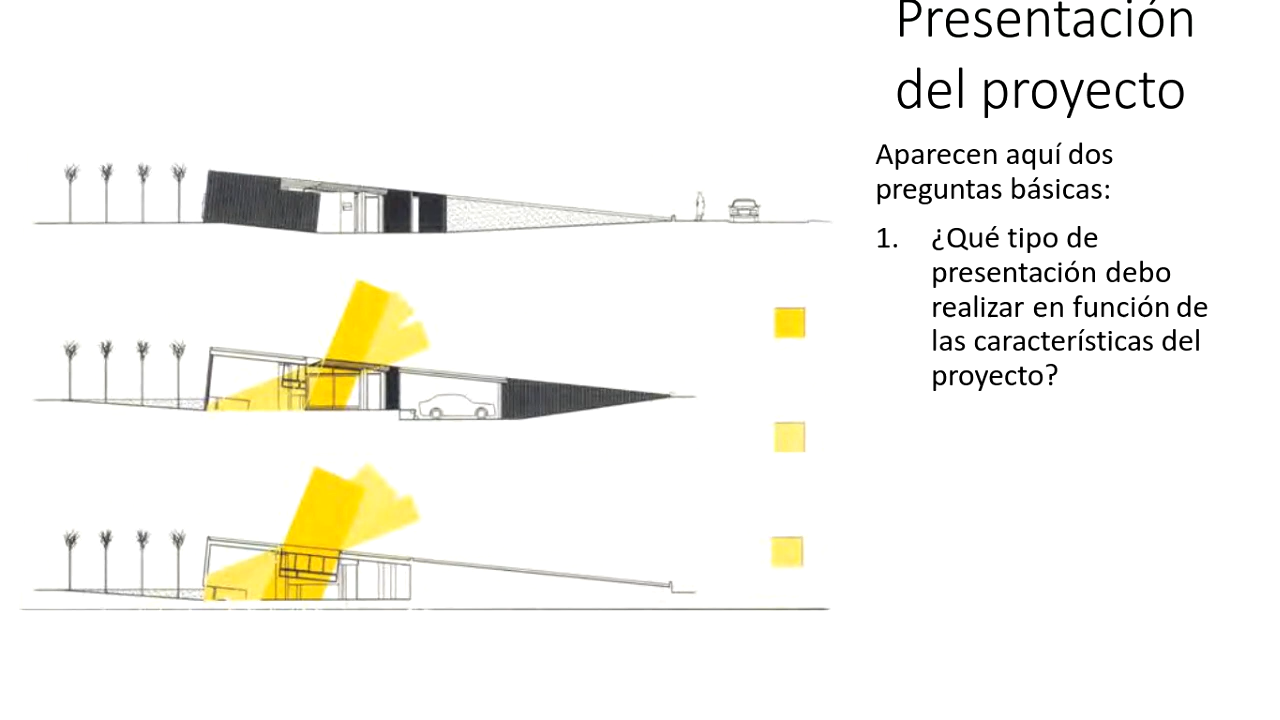 Presentación
del proyecto
Aparecen aquí dos
preguntas básicas:
1. ¿Qué tipo de
presentación debo
realizar en función de
las características del
proyecto?